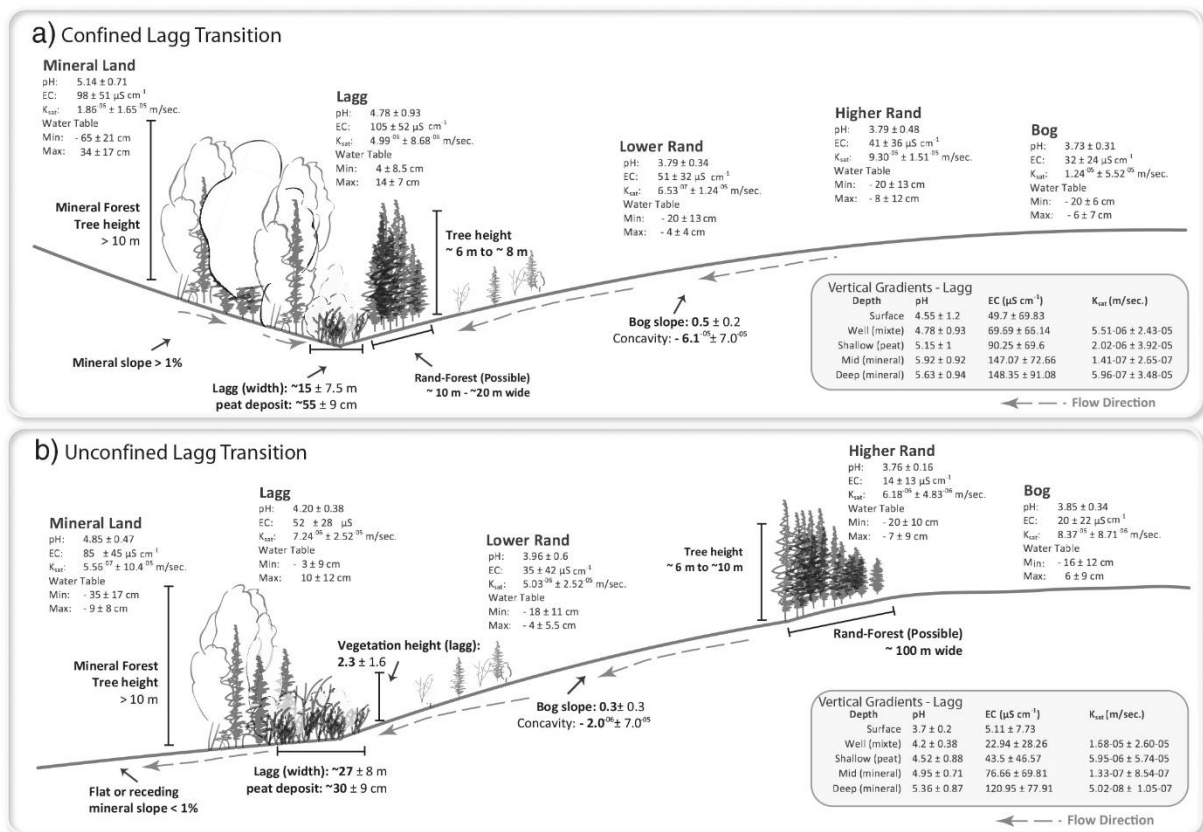 a) Confined Lagg Transition
Mineral Land
pH: 5.14 ± 0.71
EC: 98 ± 51 µS cm⁻¹
Ksat: 1.86⁻⁰⁵ ± 1.65⁻⁰⁵ m/sec.
Water Table
Min: - 65 ± 21 cm
Max: 34 ± 17 cm
Mineral Forest
Tree height
> 10 m
Lagg
pH: 4.78 ± 0.93
EC: 105 ± 52 µS cm⁻¹
Ksat: 4.99⁻⁰⁵ ± 8.68⁻⁰⁵ m/sec.
Water Table
Min: 4 ± 8.5 cm
Max: 14 ± 7 cm
Tree height
~ 6 m to ~ 8 m
Lower Rand
pH: 3.79 ± 0.34
EC: 51 ± 32 µS cm⁻¹
Ksat: 6.53⁻⁰⁷ ± 1.24⁻⁰⁵ m/sec.
Water Table
Min: - 20 ± 13 cm
Max: - 4 ± 4 cm
Higher Rand
pH: 3.79 ± 0.48
EC: 41 ± 36 µS cm⁻¹
Ksat: 9.30⁻⁰⁶ ± 1.51⁻⁰⁵ m/sec.
Water Table
Min: - 20 ± 13 cm
Max: - 8 ± 12 cm
Bog
pH: 3.73 ± 0.31
EC: 32 ± 24 µS cm⁻¹
Ksat: 1.24⁻⁰⁵ ± 5.52⁻⁰⁵ m/sec.
Water Table
Min: - 20 ± 6 cm
Max: - 6 ± 7 cm
Mineral slope > 1%
Lagg (width): ~15 ± 7.5 m
peat deposit: ~55 ± 9 cm
Rand-Forest (Possible)
~ 10 m - ~20 m wide
Bog slope: 0.5 ± 0.2
Concavity: - 6.1⁻⁰⁵ ± 7.0⁻⁰⁵
Vertical Gradients - Lagg
Depth pH EC (µS cm⁻¹) Ksat (m/sec.)
Surface 4.55 ± 1.2 49.7 ± 69.83
Well (mixte) 4.78 ± 0.93 69.69 ± 66.14 5.51-06 ± 2.43-05
Shallow (peat) 5.15 ± 1 90.25 ± 69.6 2.02-06 ± 3.92-05
Mid (mineral) 5.92 ± 0.92 147.07 ± 72.66 1.41-07 ± 2.65-07
Deep (mineral) 5.63 ± 0.94 148.35 ± 91.08 5.96-07 ± 3.48-05
Flow Direction
b) Unconfined Lagg Transition
Mineral Land
pH: 4.85 ± 0.47
EC: 85 ± 45 µS cm⁻¹
Ksat: 5.56⁻⁰⁷ ± 10.4⁻⁰⁵ m/sec.
Water Table
Min: - 35 ± 17 cm
Max: - 9 ± 8 cm
Mineral Forest
Tree height
> 10 m
Lagg
pH: 4.20 ± 0.38
EC: 52 ± 28 µS
Ksat: 7.24⁻⁰⁶ ± 2.52⁻⁰⁵ m/sec.
Water Table
Min: - 3 ± 9 cm
Max: 10 ± 12 cm
Vegetation height (lagg):
2.3 ± 1.6
Lower Rand
pH: 3.96 ± 0.6
EC: 35 ± 42 µS cm⁻¹
Ksat: 5.03⁻⁰⁶ ± 2.52⁻⁰⁵ m/sec.
Water Table
Min: - 18 ± 11 cm
Max: - 4 ± 5.5 cm
Tree height
~ 6 m to ~10 m
Higher Rand
pH: 3.76 ± 0.16
EC: 14 ± 13 µS cm⁻¹
Ksat: 6.18⁻⁰⁶ ± 4.83⁻⁰⁶ m/sec.
Water Table
Min: - 20 ± 10 cm
Max: - 7 ± 9 cm
Bog
pH: 3.85 ± 0.34
EC: 20 ± 22 µS cm⁻¹
Ksat: 8.37⁻⁰⁵ ± 8.71⁻⁰⁶ m/sec.
Water Table
Min: - 16 ± 12 cm
Max: 6 ± 9 cm
Rand-Forest (Possible)
~ 100 m wide
Bog slope: 0.3± 0.3
Concavity: - 2.0⁻⁰⁶ ± 7.0⁻⁰⁵
Lagg (width): ~27 ± 8 m
peat deposit: ~30 ± 9 cm
Flat or receding
mineral slope < 1%
Vertical Gradients - Lagg
Depth pH EC (µS cm⁻¹) Ksat (m/sec.)
Surface 3.7 ± 0.2 5.11 ± 7.73
Well (mixte) 4.2 ± 0.38 22.94 ± 28.26 1.68-05 ± 2.60-05
Shallow (peat) 4.52 ± 0.88 43.5 ± 46.57 5.95-06 ± 5.74-05
Mid (mineral) 4.95 ± 0.71 76.66 ± 69.81 1.33-07 ± 8.54-07
Deep (mineral) 5.36 ± 0.87 120.95 ± 77.91 5.02-08 ± 1.05-07
Flow Direction